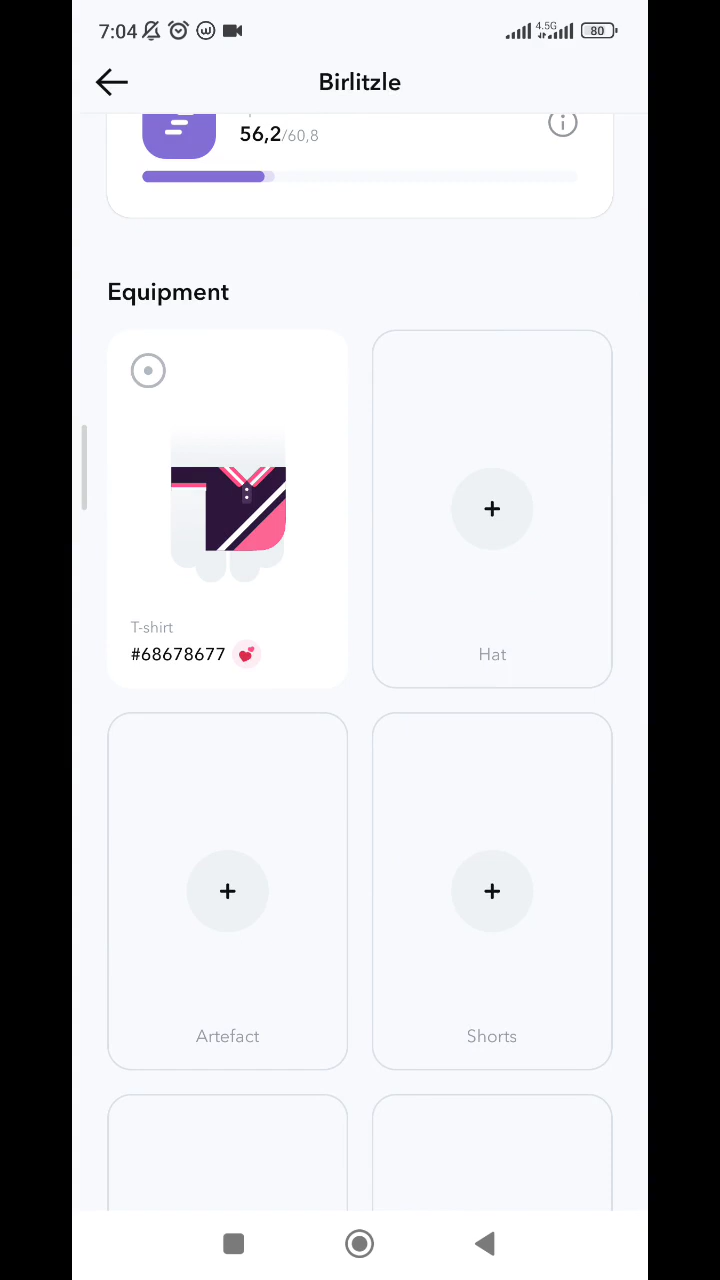 7:04
4.5G
80
Birlitzle
56,2/60,8
Equipment
T-shirt
#68678677
Hat
Artefact
Shorts